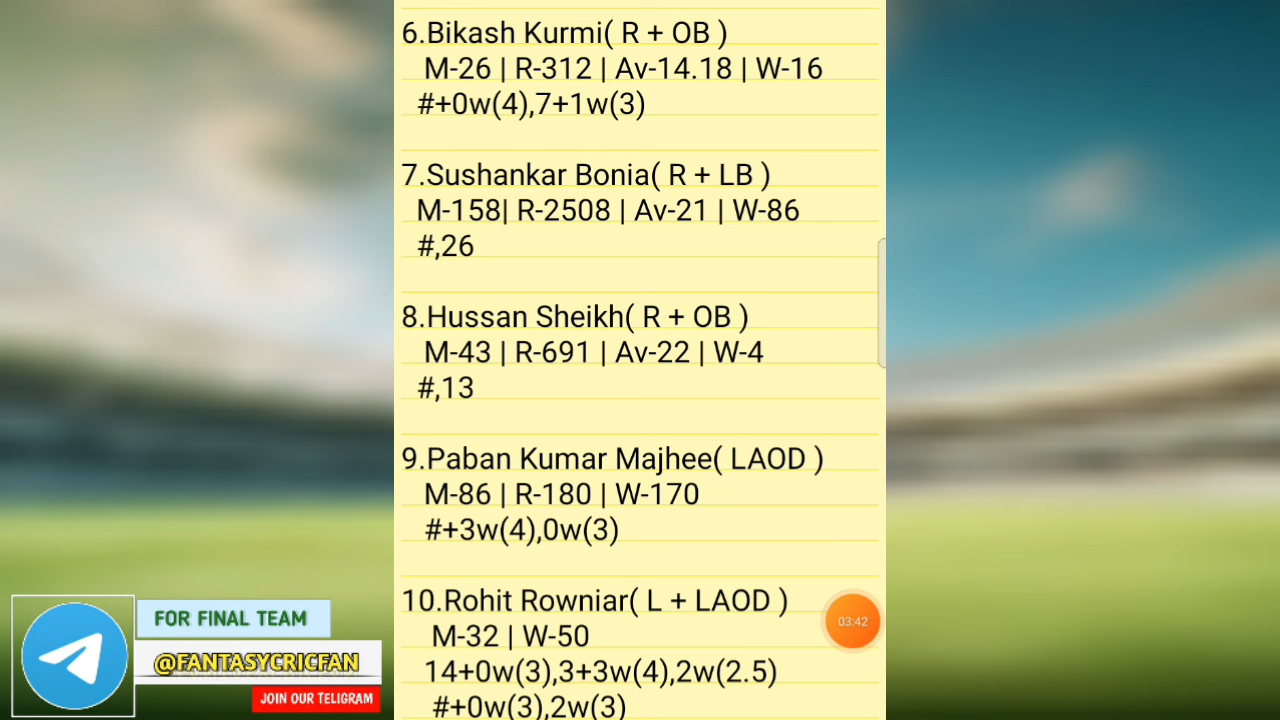 6.Bikash Kurmi( R + OB )
M-26 | R-312 | Av-14.18 | W-16
#+0w(4),7+1w(3)
7.Sushankar Bonia( R + LB )
M-158| R-2508 | Av-21 | W-86
#,26
8.Hussan Sheikh( R + OB )
M-43 | R-691 | Av-22 | W-4
#,13
9.Paban Kumar Majhee( LAOD )
M-86 | R-180 | W-170
#+3w(4),0w(3)
10.Rohit Rowniar( L + LAOD )
M-32 | W-50
14+0w(3),3+3w(4),2w(2.5)
#+0w(3),2w(3)
03:42
FOR FINAL TEAM
@FANTASYCRICFAN
JOIN OUR TELIGRAM